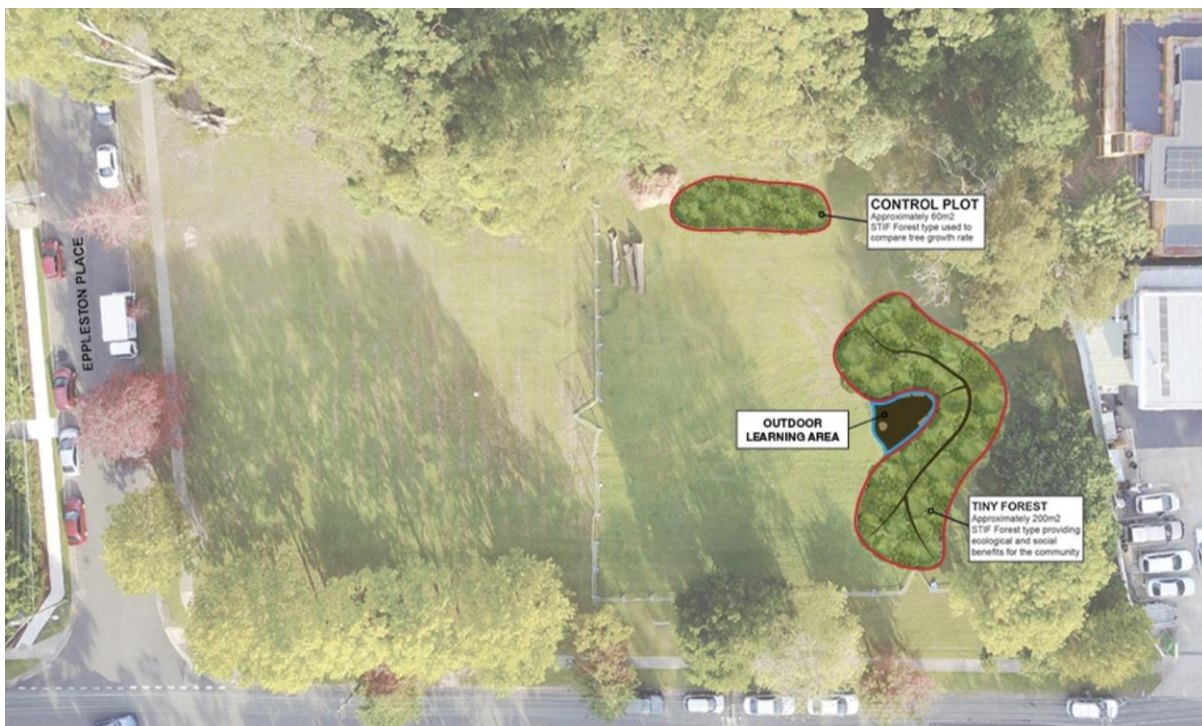 EPPLESTON PLACE
CONTROL PLOT
Approximately 60m2
STIF Forest type used to
compare tree growth rate
OUTDOOR
LEARNING AREA
TINY FOREST
Approximately 200m2
STIF Forest type providing
ecological and social
benefits for the community